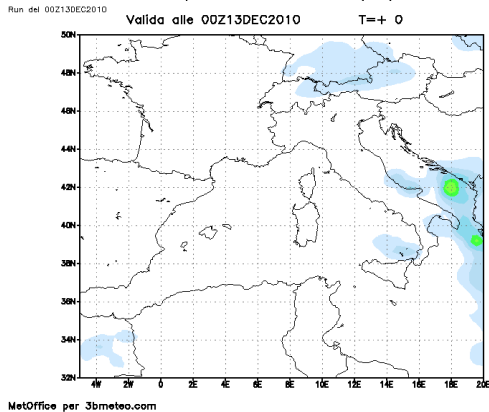 Run del 00Z13DEC2010
Valida alle 00Z13DEC2010 T=+ 0
50N
48N
46N
44N
42N
40N
38N
36N
34N
32N
4W 2W 0 2E 4E 6E 8E 10E 12E 14E 16E 18E 20E
MetOffice per 3bmeteo.com